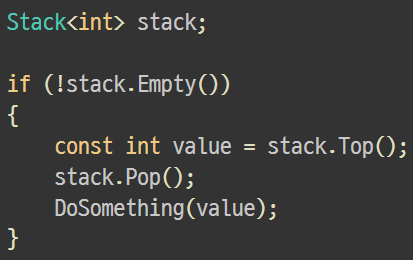 Stack<int> stack;

if (!stack.Empty())
{
    const int value = stack.Top();
    stack.Pop();
    DoSomething(value);
}